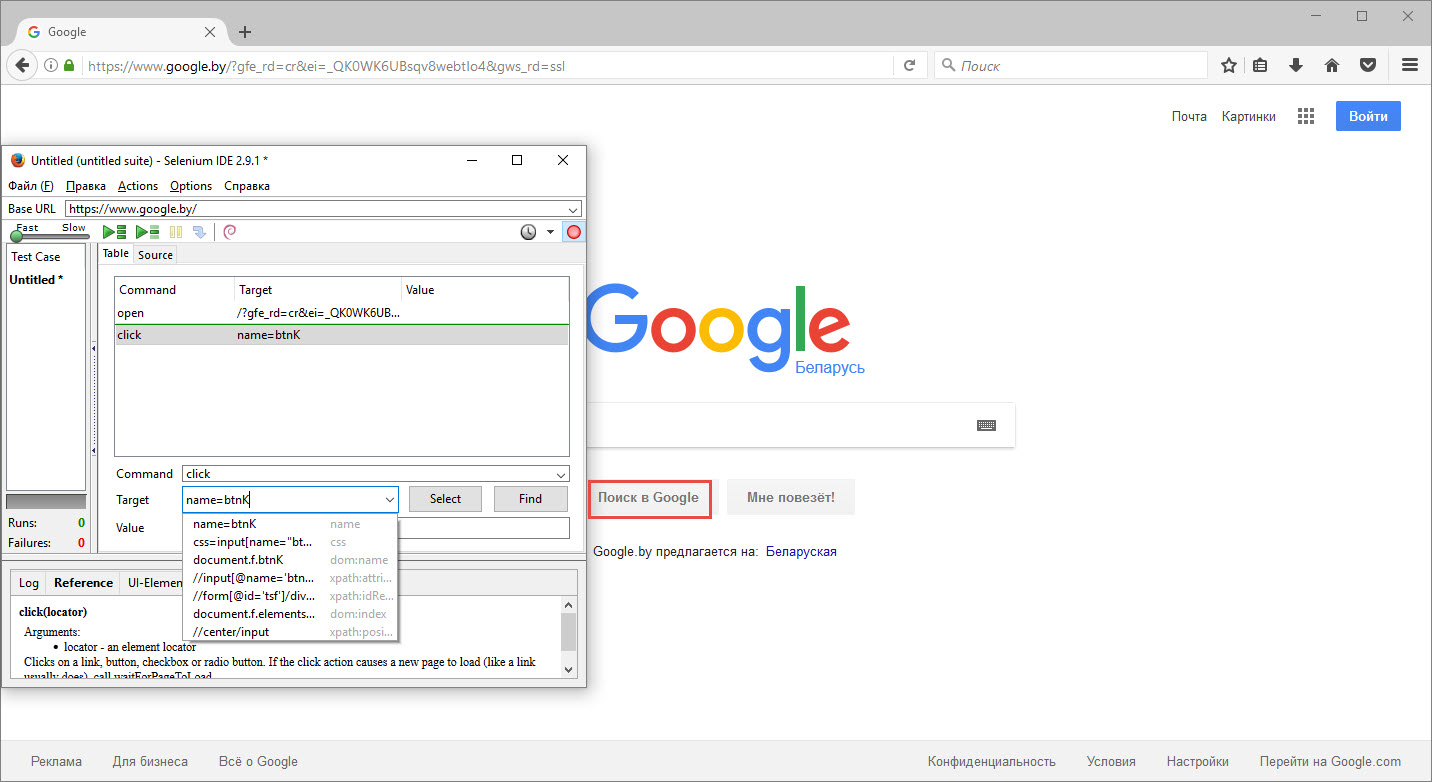 Google
https://www.google.by/?gfe_rd=cr&ei=_QK0WK6UBsqv8webtIo4&gws_rd=ssl
Поиск
Почта Картинки Войти
Untitled (untitled suite) - Selenium IDE 2.9.1 *
Файл (F) Правка Actions Options Справка
Base URL https://www.google.by/
Fast Slow
Test Case
Untitled *
Runs: 0
Failures: 0
Table Source
Command Target Value
open /?gfe_rd=cr&ei=_QK0WK6UB...
click name=btnK
Command click
Target name=btnK Select Find
Value
name=btnK name
css=input[name="bt... css
document.f.btnK dom:name
//input[@name='btn... xpath:attri...
//form[@id='tsf']/div... xpath:idRe...
document.f.elements... dom:index
//center/input xpath:posi...
Log Reference UI-Elemen
click(locator)
Arguments:
• locator - an element locator
Clicks on a link, button, checkbox or radio button. If the click action causes a new page to load (like a link
usually does), call waitForPageToLoad.
Google
Беларусь
Поиск в Google Мне повезёт!
Google.by предлагается на: Беларуская
Реклама Для бизнеса Всё о Google Конфиденциальность Условия Настройки Перейти на Google.com